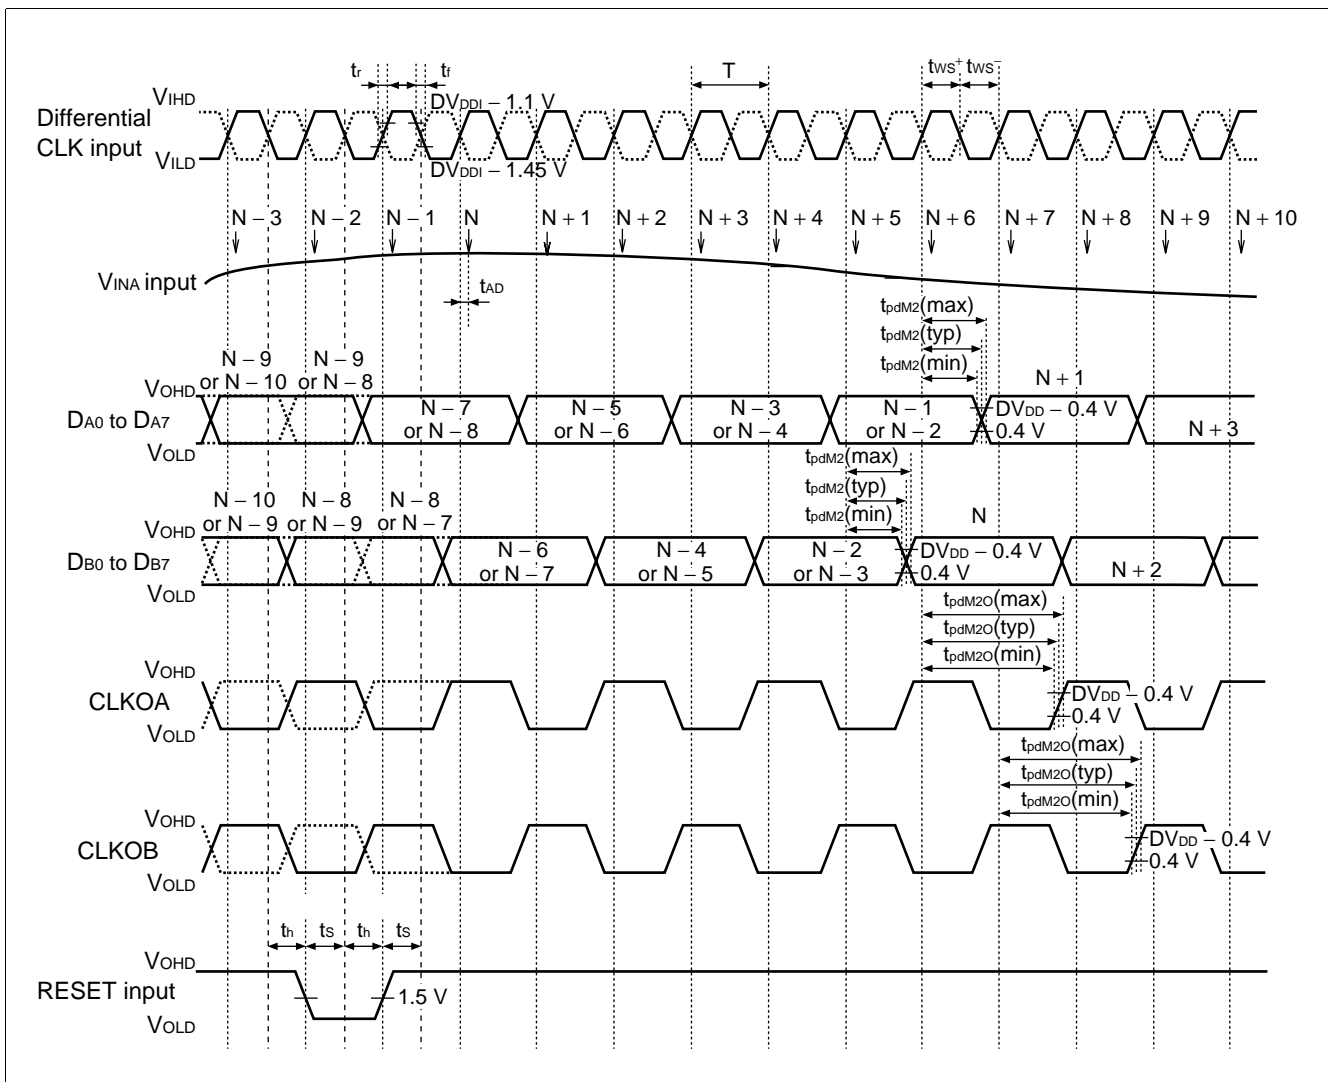 tr tf T tWS+ tWS−
VIHD
DVDDI − 1.1 V
Differential
CLK input
VILD
DVDDI − 1.45 V
N − 3 N − 2 N − 1 N N + 1 N + 2 N + 3 N + 4 N + 5 N + 6 N + 7 N + 8 N + 9 N + 10
VINA input
tAD
tpdM2(max)
tpdM2(typ)
tpdM2(min)
N − 9
or N − 10
N − 9
or N − 8
VOHD
DA0 to DA7
VOLD
N − 7
or N − 8
N − 5
or N − 6
N − 3
or N − 4
N − 1
or N − 2
N + 1
DVDD − 0.4 V
0.4 V
N + 3
tpdM2(max)
tpdM2(typ)
tpdM2(min)
N − 10
or N − 9
N − 8
or N − 9
N − 8
or N − 7
VOHD
DB0 to DB7
VOLD
N − 6
or N − 7
N − 4
or N − 5
N − 2
or N − 3
N
DVDD − 0.4 V
0.4 V
N + 2
tpdM2O(max)
tpdM2O(typ)
tpdM2O(min)
VOHD
CLKOA
VOLD
DVDD − 0.4 V
0.4 V
tpdM2O(max)
tpdM2O(typ)
tpdM2O(min)
VOHD
CLKOB
VOLD
DVDD − 0.4 V
0.4 V
th tS th tS
VOHD
RESET input
VOLD
1.5 V